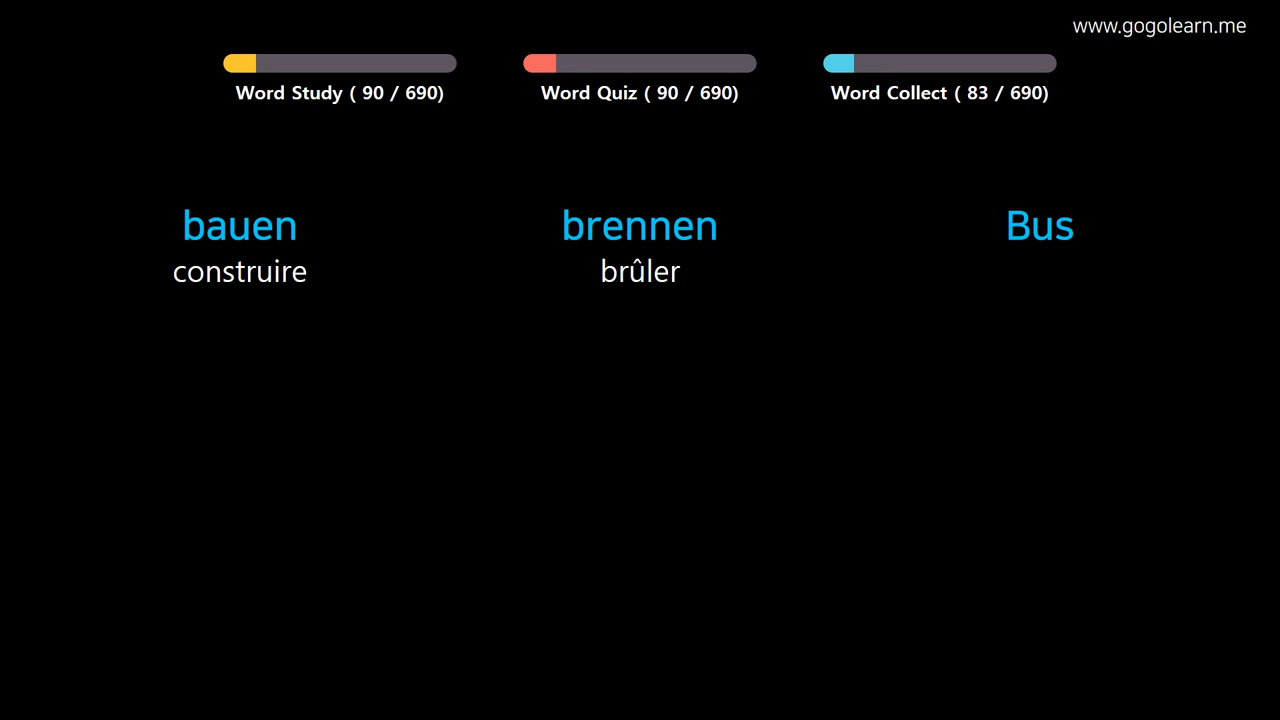 www.gogolearn.me
Word Study ( 90 / 690)
Word Quiz ( 90 / 690)
Word Collect ( 83 / 690)
bauen
brennen
Bus
construire
brûler